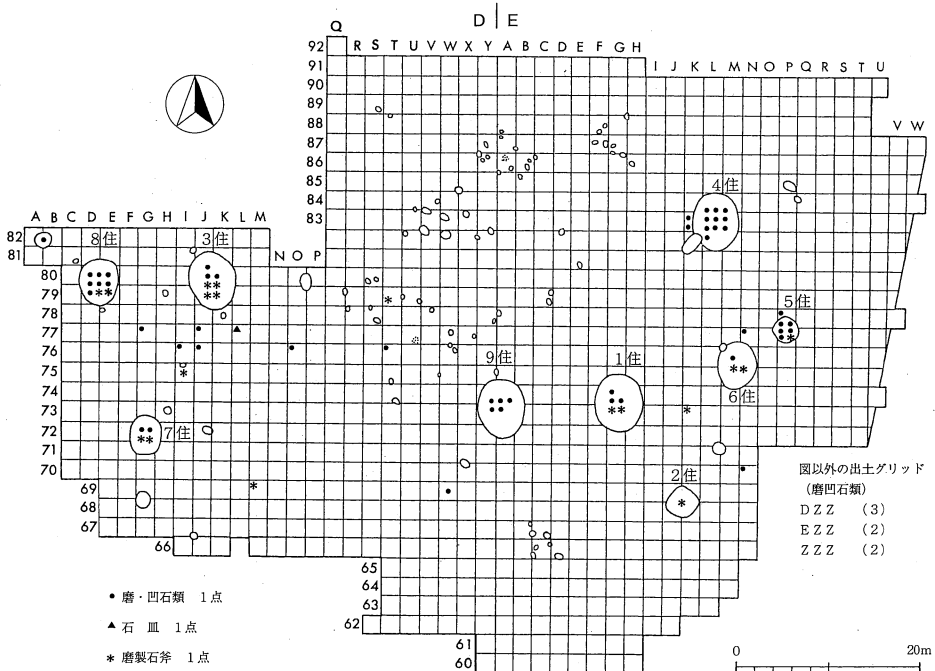 D E
Q
92 R S T U V W X Y A B C D E F G H
91 I J K L M N O P Q R S T U
90
89
88 V W
87
86
85 4住
84
83
A B C D E F G H I J K L M
82 8住 3住
81 N O P
80
79 5住
78
77
76 9住 1住
75 6住
74
73
72 7住
71
70 2住
69
68
67
66
65
64
63
62
61
60
図以外の出土グリッド
(磨凹石類)
DZZ (3)
EZZ (2)
ZZZ (2)
• 磨・凹石類 1点
▲ 石 皿 1点
* 磨製石斧 1点
0 20m